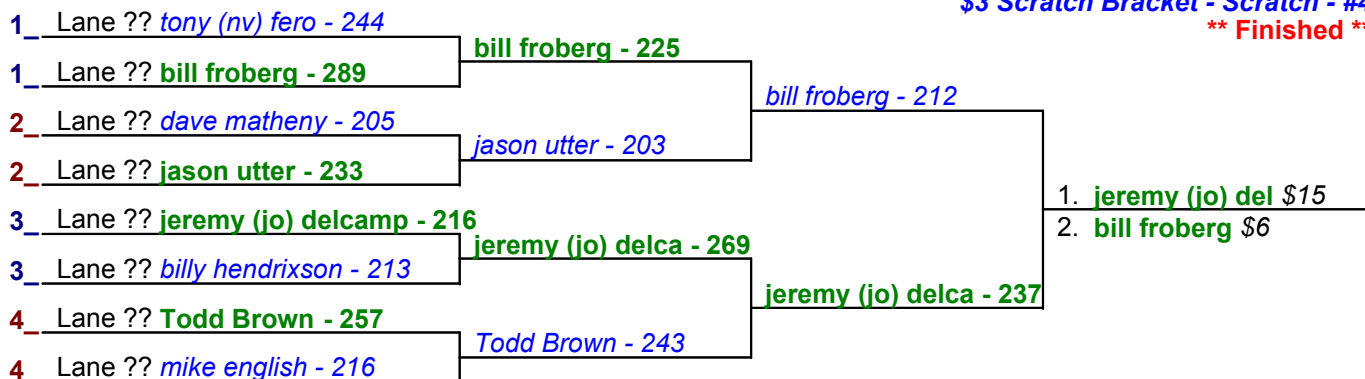 $3 Scratch Bracket - Scratch - #4
** Finished **
1_ Lane ?? tony (nv) fero - 244
bill froberg - 225
1_ Lane ?? bill froberg - 289
bill froberg - 212
2_ Lane ?? dave matheny - 205
jason utter - 203
2_ Lane ?? jason utter - 233
1. jeremy (jo) del $15
2. bill froberg $6
3_ Lane ?? jeremy (jo) delcamp - 216
jeremy (jo) delca - 269
3_ Lane ?? billy hendrixson - 213
jeremy (jo) delca - 237
4_ Lane ?? Todd Brown - 257
Todd Brown - 243
4 Lane ?? mike english - 216